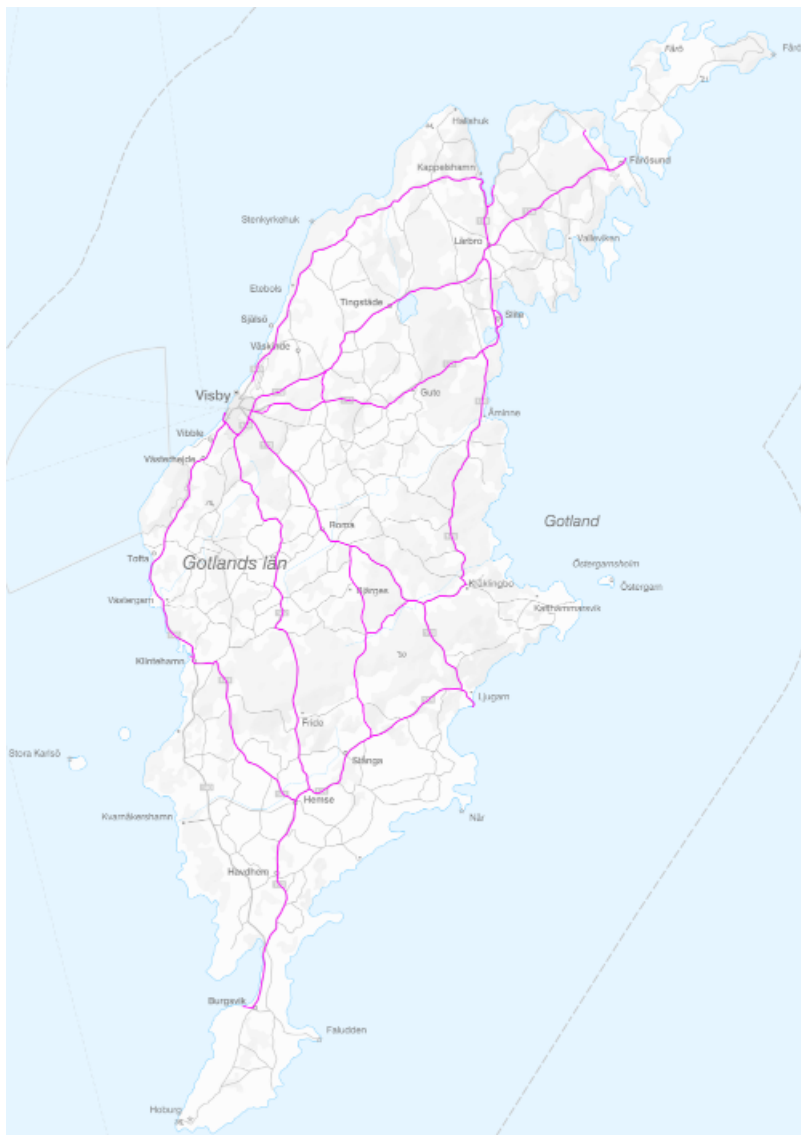 Fårö
Fårö
Hallshuk
Kappelshamn
Fårösund
Stenkyrkehuk
Lärbro
Valleviken
Etebols
Tingstäde
Själsö
Slite
Väskinde
Visby
Gute
Åminne
Vibble
Västerhejde
Roma
Gotland
Tofta
Gotlands län
Östergarnsholm
Östergarn
Kräklingbo
Västergarn
Katthammarsvik
Klintehamn
Ljugarn
Fride
Stora Karlsö
Stånga
Hemse
Kvarnåkershamn
När
Havdhem
Burgsvik
Faludden
Hoburg